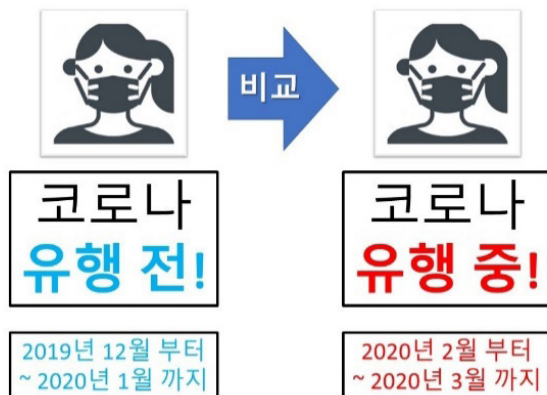 비교
코로나
유행 전!
코로나
유행 중!
2019년 12월 부터
~ 2020년 1월 까지
2020년 2월 부터
~ 2020년 3월 까지